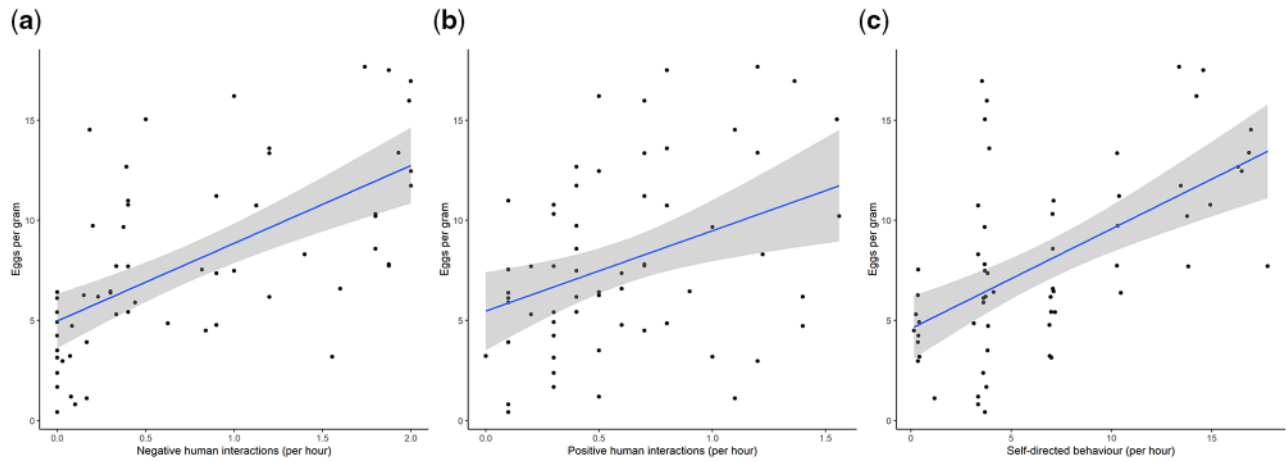 (a)
15
10
5
0
Eggs per gram
0.0 0.5 1.0 1.5 2.0
Negative human interactions (per hour)
(b)
15
10
5
0
Eggs per gram
0.0 0.5 1.0 1.5
Positive human interactions (per hour)
(c)
15
10
5
0
Eggs per gram
0 5 10 15
Self-directed behaviour (per hour)